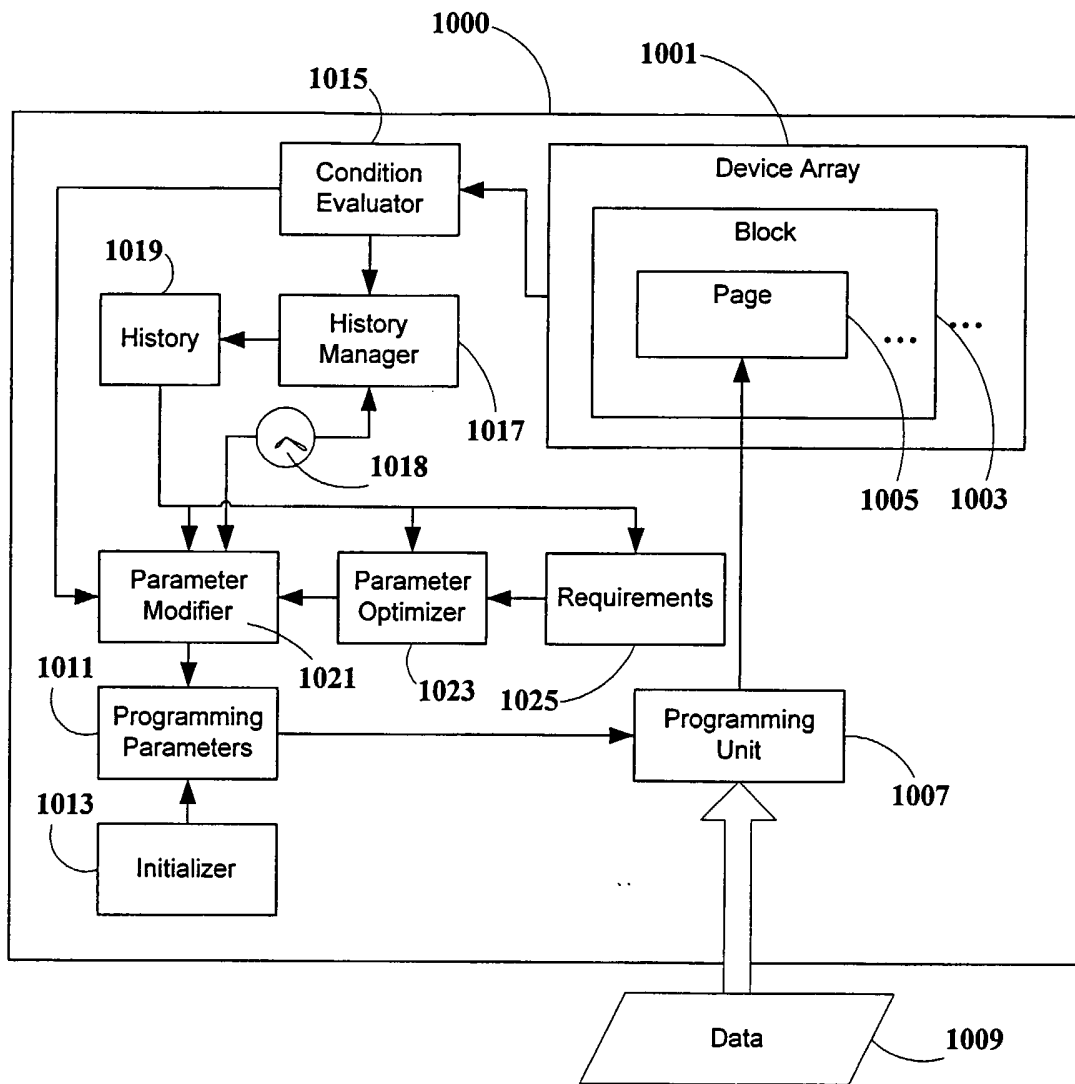 1000
1001
1015
Condition
Evaluator
Device Array
Block
1019
Page
History
History
Manager
...
...
1017
1018
1005
1003
Parameter
Modifier
Parameter
Optimizer
Requirements
1011
1021
1023
1025
Programming
Parameters
Programming
Unit
1007
1013
Initializer
Data
1009